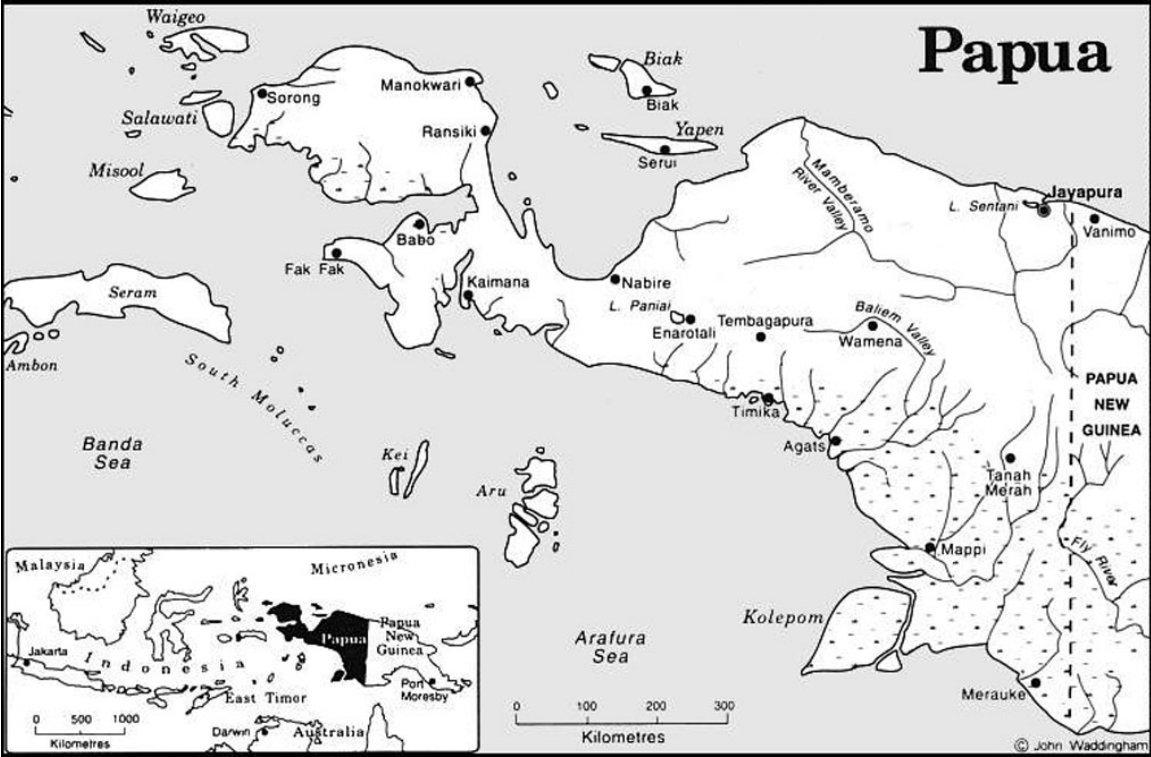 Papua
Waigeo
Biak
Biak
Manokwari
Sorong
Salawati
Ransiki
Yapen
Serui
Misool
Mamberamo
River Valley
Jayapura
L. Sentani
Vanimo
Babo
Fak Fak
Kaimana
Nabire
Seram
L. Paniai
Enarotali
Tembagapura
Baliem Valley
Wamena
Ambon
South Moluccas
PAPUA
NEW
GUINEA
Timika
Banda
Sea
Agats
Kei
Aru
Tanah
Merah
Mappi
Fly River
Kolepom
Arafura
Sea
Merauke
0 100 200 300
Kilometres
© John Waddingham
Malaysia
Micronesia
Papua
Papua
New
Guinea
Jakarta
Indonesia
Port
Moresby
East Timor
0 500 1000
Kilometres
Darwin
Australia